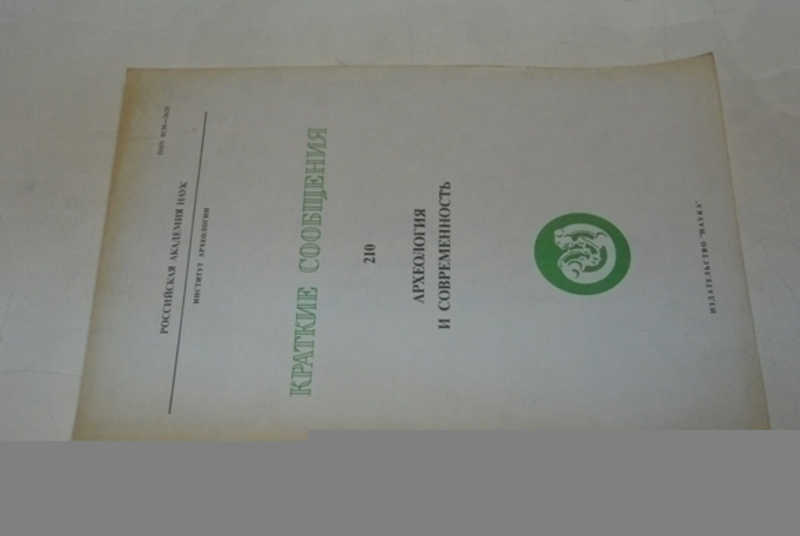 РОССИЙСКАЯ АКАДЕМИЯ НАУК
ИНСТИТУТ АРХЕОЛОГИИ
КРАТКИЕ СООБЩЕНИЯ
210
АРХЕОЛОГИЯ
И СОВРЕМЕННОСТЬ
ИЗДАТЕЛЬСТВО "НАУКА"